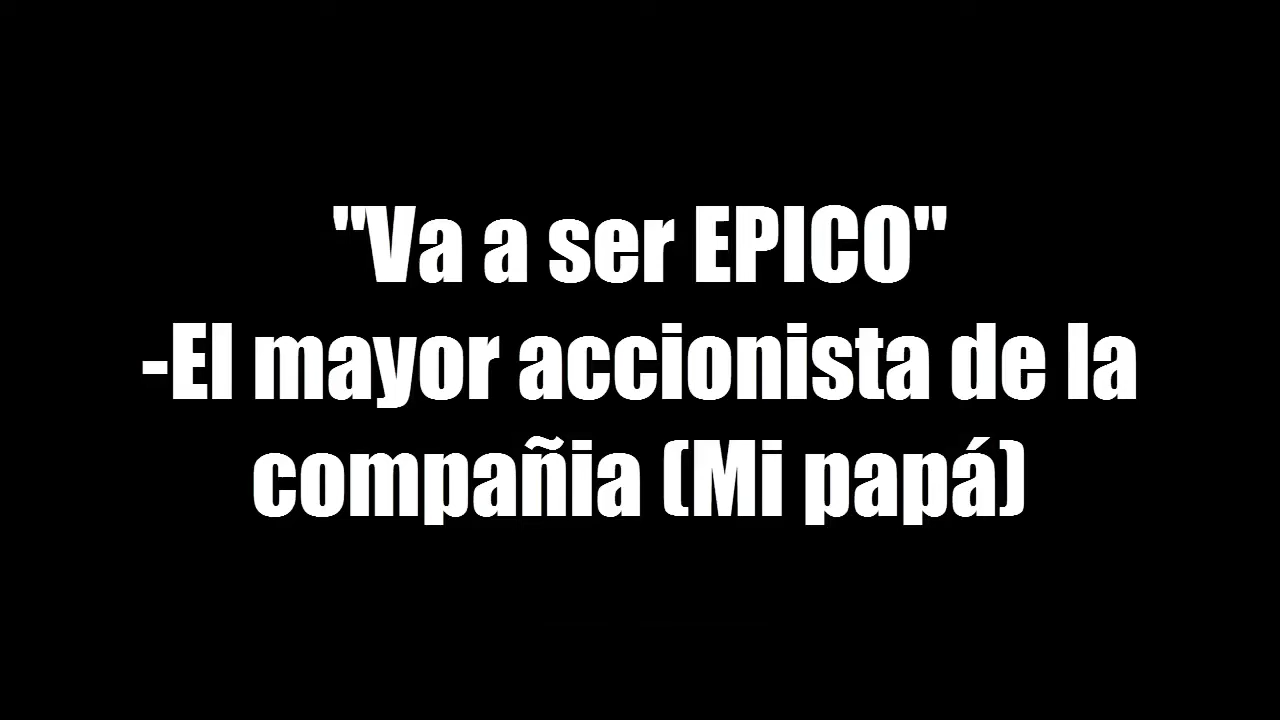 "Va a ser EPICO"
-El mayor accionista de la
compañia (Mi papá)